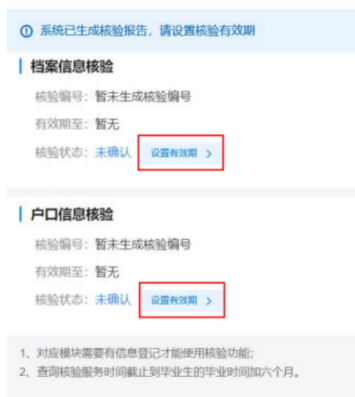 系统已生成核验报告，请设置核验有效期
档案信息核验
核验编号：暂未生成核验编号
有效期至：暂无
核验状态：未确认 设置有效期 >
户口信息核验
核验编号：暂未生成核验编号
有效期至：暂无
核验状态：未确认 设置有效期 >
1、对应模块需要有信息登记才能使用核验功能；
2、查询核验服务时间截止到毕业生的毕业时间加六个月。